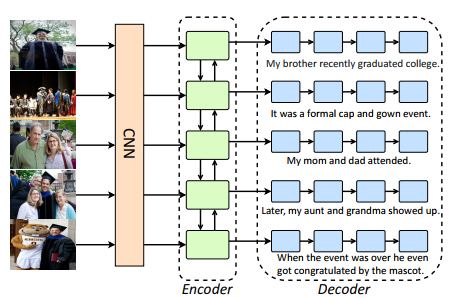 My brother recently graduated college.
It was a formal cap and gown event.
CNN
My mom and dad attended.
Later, my aunt and grandma showed up.
When the event was over he even
got congratulated by the mascot.
Encoder
Decoder